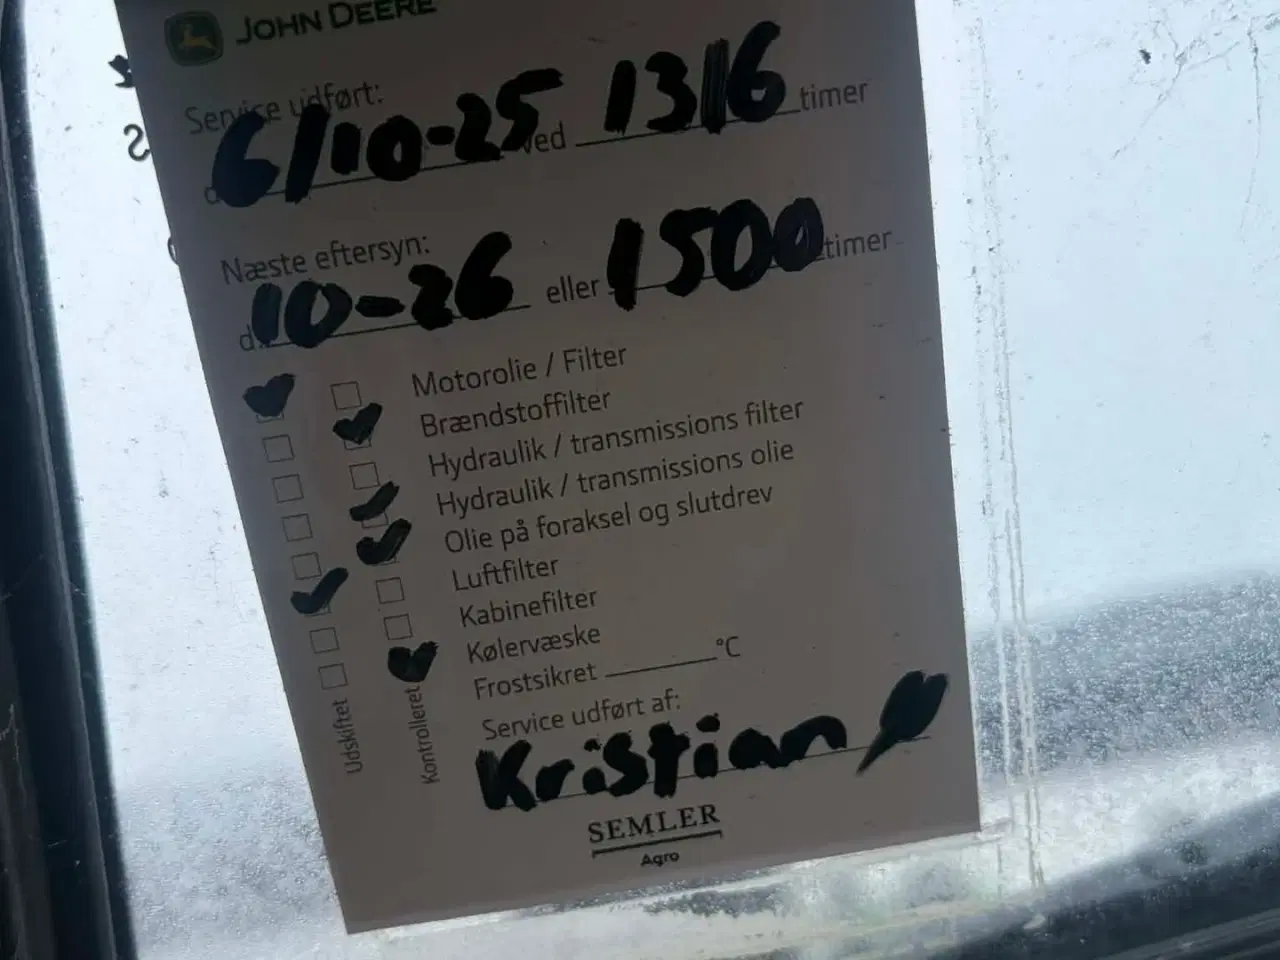 JOHN DEERE
Service udført:
d. 6/10-25 ved 1316 timer
Næste eftersyn:
d. 10-26 eller 1500 timer
Motorolie / Filter
Brændstoffilter
Hydraulik / transmissions filter
Hydraulik / transmissions olie
Olie på foraksel og slutdrev
Luftfilter
Kabinefilter
Kølervæske
Frostsikret ______ °C
Udskiftet
Kontrolleret
Service udført af:
Kristian
SEMLER
Agro